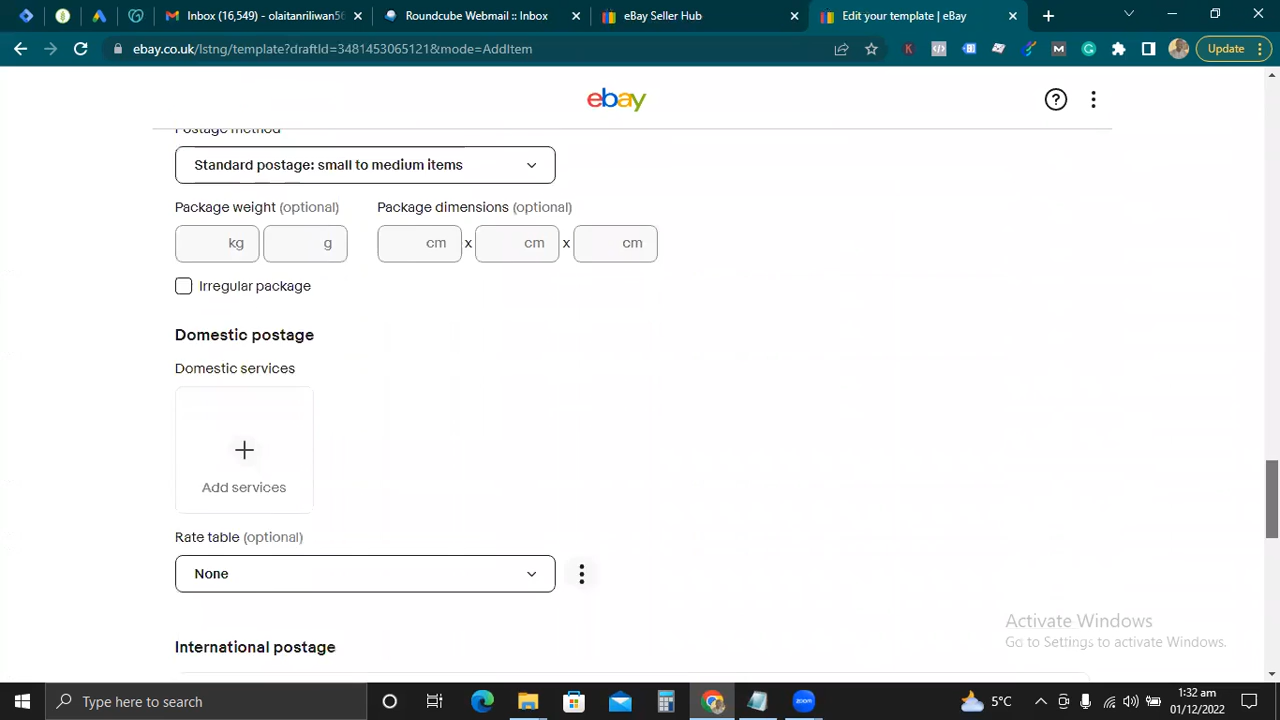 Inbox (16,549) - olaitanriliwan56
Roundcube Webmail :: Inbox
eBay Seller Hub
Edit your template | eBay
ebay.co.uk/lstng/template?draftId=3481453065121&mode=AddItem
Update
ebay
Postage method
Standard postage: small to medium items
Package weight (optional)
Package dimensions (optional)
kg
g
cm
x
cm
x
cm
Irregular package
Domestic postage
Domestic services
Add services
Rate table (optional)
None
International postage
Activate Windows
Go to Settings to activate Windows.
Type here to search
zoom
5°C
1:32 am
01/12/2022